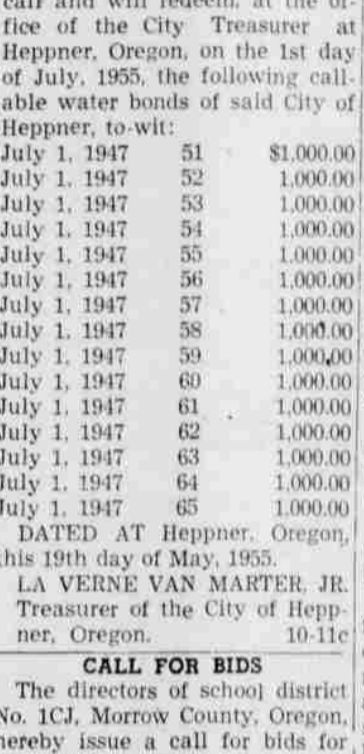 call and will redeem, at the of-
fice of the City Treasurer at
Heppner, Oregon, on the 1st day
of July, 1955, the following call-
able water bonds of said City of
Heppner, to-wit:
July 1, 1947 51 $1,000.00
July 1, 1947 52 1,000.00
July 1, 1947 53 1,000.00
July 1, 1947 54 1,000.00
July 1, 1947 55 1,000.00
July 1, 1947 56 1,000.00
July 1, 1947 57 1,000.00
July 1, 1947 58 1,000.00
July 1, 1947 59 1,000.00
July 1, 1947 60 1,000.00
July 1, 1947 61 1,000.00
July 1, 1947 62 1,000.00
July 1, 1947 63 1,000.00
July 1, 1947 64 1,000.00
July 1, 1947 65 1,000.00
DATED AT Heppner, Oregon,
this 19th day of May, 1955.
LA VERNE VAN MARTER, JR.
Treasurer of the City of Hepp-
ner, Oregon. 10-11c
CALL FOR BIDS
The directors of school district
No. 1CJ, Morrow County, Oregon,
hereby issue a call for bids for